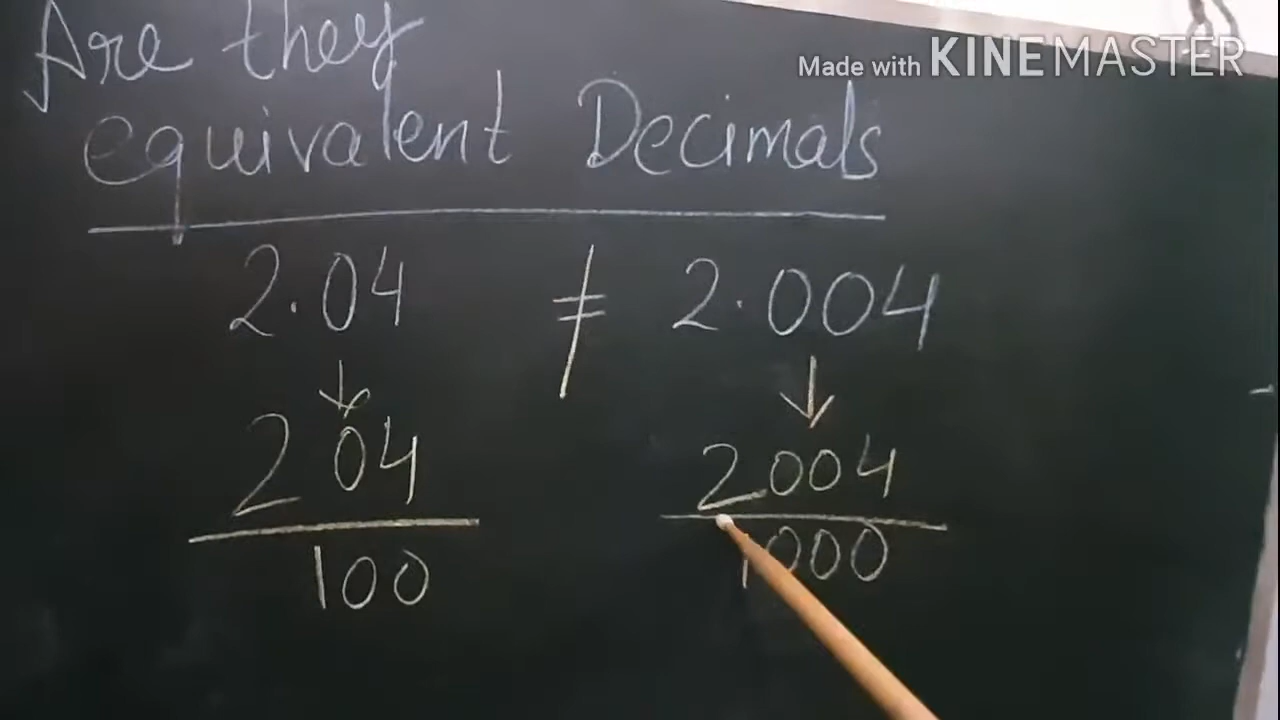 Made with KINEMASTER
Are they
equivalent Decimals
2.04 ≠ 2.004
↓ ↓
204 2004
100 1000